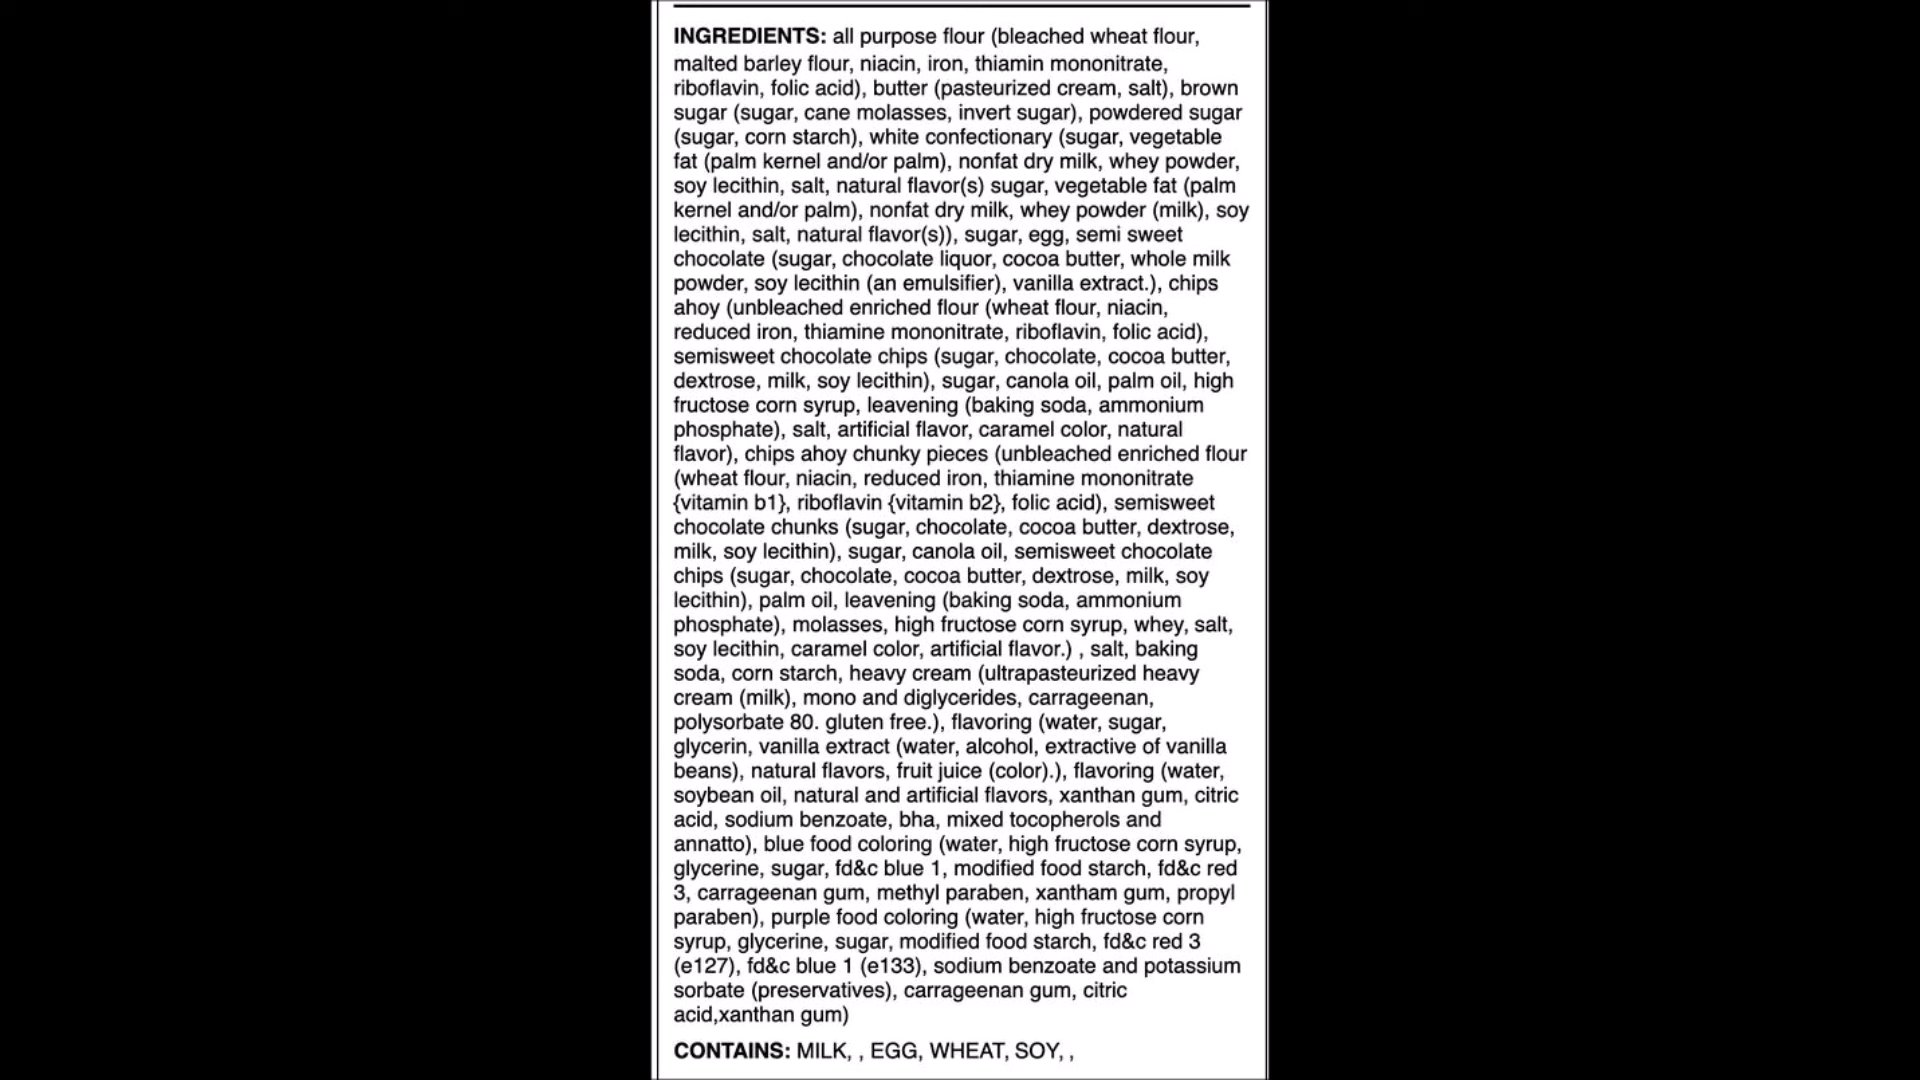 INGREDIENTS: all purpose flour (bleached wheat flour,
malted barley flour, niacin, iron, thiamin mononitrate,
riboflavin, folic acid), butter (pasteurized cream, salt), brown
sugar (sugar, cane molasses, invert sugar), powdered sugar
(sugar, corn starch), white confectionary (sugar, vegetable
fat (palm kernel and/or palm), nonfat dry milk, whey powder,
soy lecithin, salt, natural flavor(s) sugar, vegetable fat (palm
kernel and/or palm), nonfat dry milk, whey powder (milk), soy
lecithin, salt, natural flavor(s)), sugar, egg, semi sweet
chocolate (sugar, chocolate liquor, cocoa butter, whole milk
powder, soy lecithin (an emulsifier), vanilla extract.), chips
ahoy (unbleached enriched flour (wheat flour, niacin,
reduced iron, thiamine mononitrate, riboflavin, folic acid),
semisweet chocolate chips (sugar, chocolate, cocoa butter,
dextrose, milk, soy lecithin), sugar, canola oil, palm oil, high
fructose corn syrup, leavening (baking soda, ammonium
phosphate), salt, artificial flavor, caramel color, natural
flavor), chips ahoy chunky pieces (unbleached enriched flour
(wheat flour, niacin, reduced iron, thiamine mononitrate
{vitamin b1}, riboflavin {vitamin b2}, folic acid), semisweet
chocolate chunks (sugar, chocolate, cocoa butter, dextrose,
milk, soy lecithin), sugar, canola oil, semisweet chocolate
chips (sugar, chocolate, cocoa butter, dextrose, milk, soy
lecithin), palm oil, leavening (baking soda, ammonium
phosphate), molasses, high fructose corn syrup, whey, salt,
soy lecithin, caramel color, artificial flavor.) , salt, baking
soda, corn starch, heavy cream (ultrapasteurized heavy
cream (milk), mono and diglycerides, carrageenan,
polysorbate 80. gluten free.), flavoring (water, sugar,
glycerin, vanilla extract (water, alcohol, extractive of vanilla
beans), natural flavors, fruit juice (color).), flavoring (water,
soybean oil, natural and artificial flavors, xanthan gum, citric
acid, sodium benzoate, bha, mixed tocopherols and
annatto), blue food coloring (water, high fructose corn syrup,
glycerine, sugar, fd&c blue 1, modified food starch, fd&c red
3, carrageenan gum, methyl paraben, xantham gum, propyl
paraben), purple food coloring (water, high fructose corn
syrup, glycerine, sugar, modified food starch, fd&c red 3
(e127), fd&c blue 1 (e133), sodium benzoate and potassium
sorbate (preservatives), carrageenan gum, citric
acid,xanthan gum)
CONTAINS: MILK, , EGG, WHEAT, SOY, ,